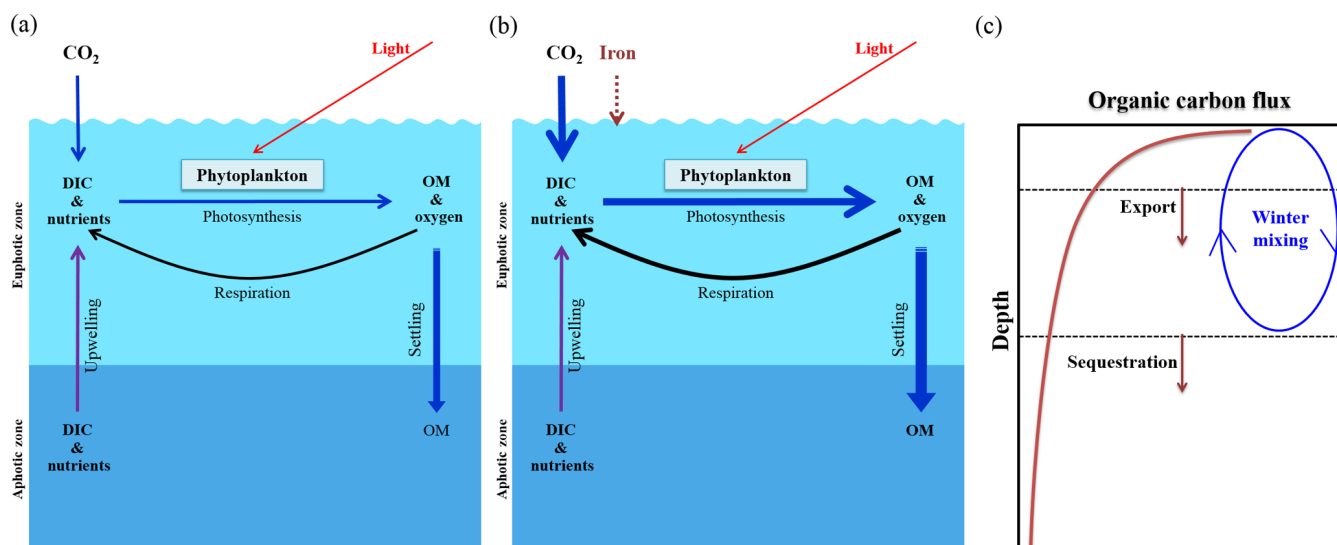 (a)
CO2
Light
Phytoplankton
DIC
&
nutrients
Photosynthesis
OM
&
oxygen
Respiration
Upwelling
Settling
Euphotic zone
Aphotic zone
DIC
&
nutrients
OM
(b)
CO2
Iron
Light
Phytoplankton
DIC
&
nutrients
Photosynthesis
OM
&
oxygen
Respiration
Upwelling
Settling
Euphotic zone
Aphotic zone
DIC
&
nutrients
OM
(c)
Organic carbon flux
Depth
Export
Winter
mixing
Sequestration